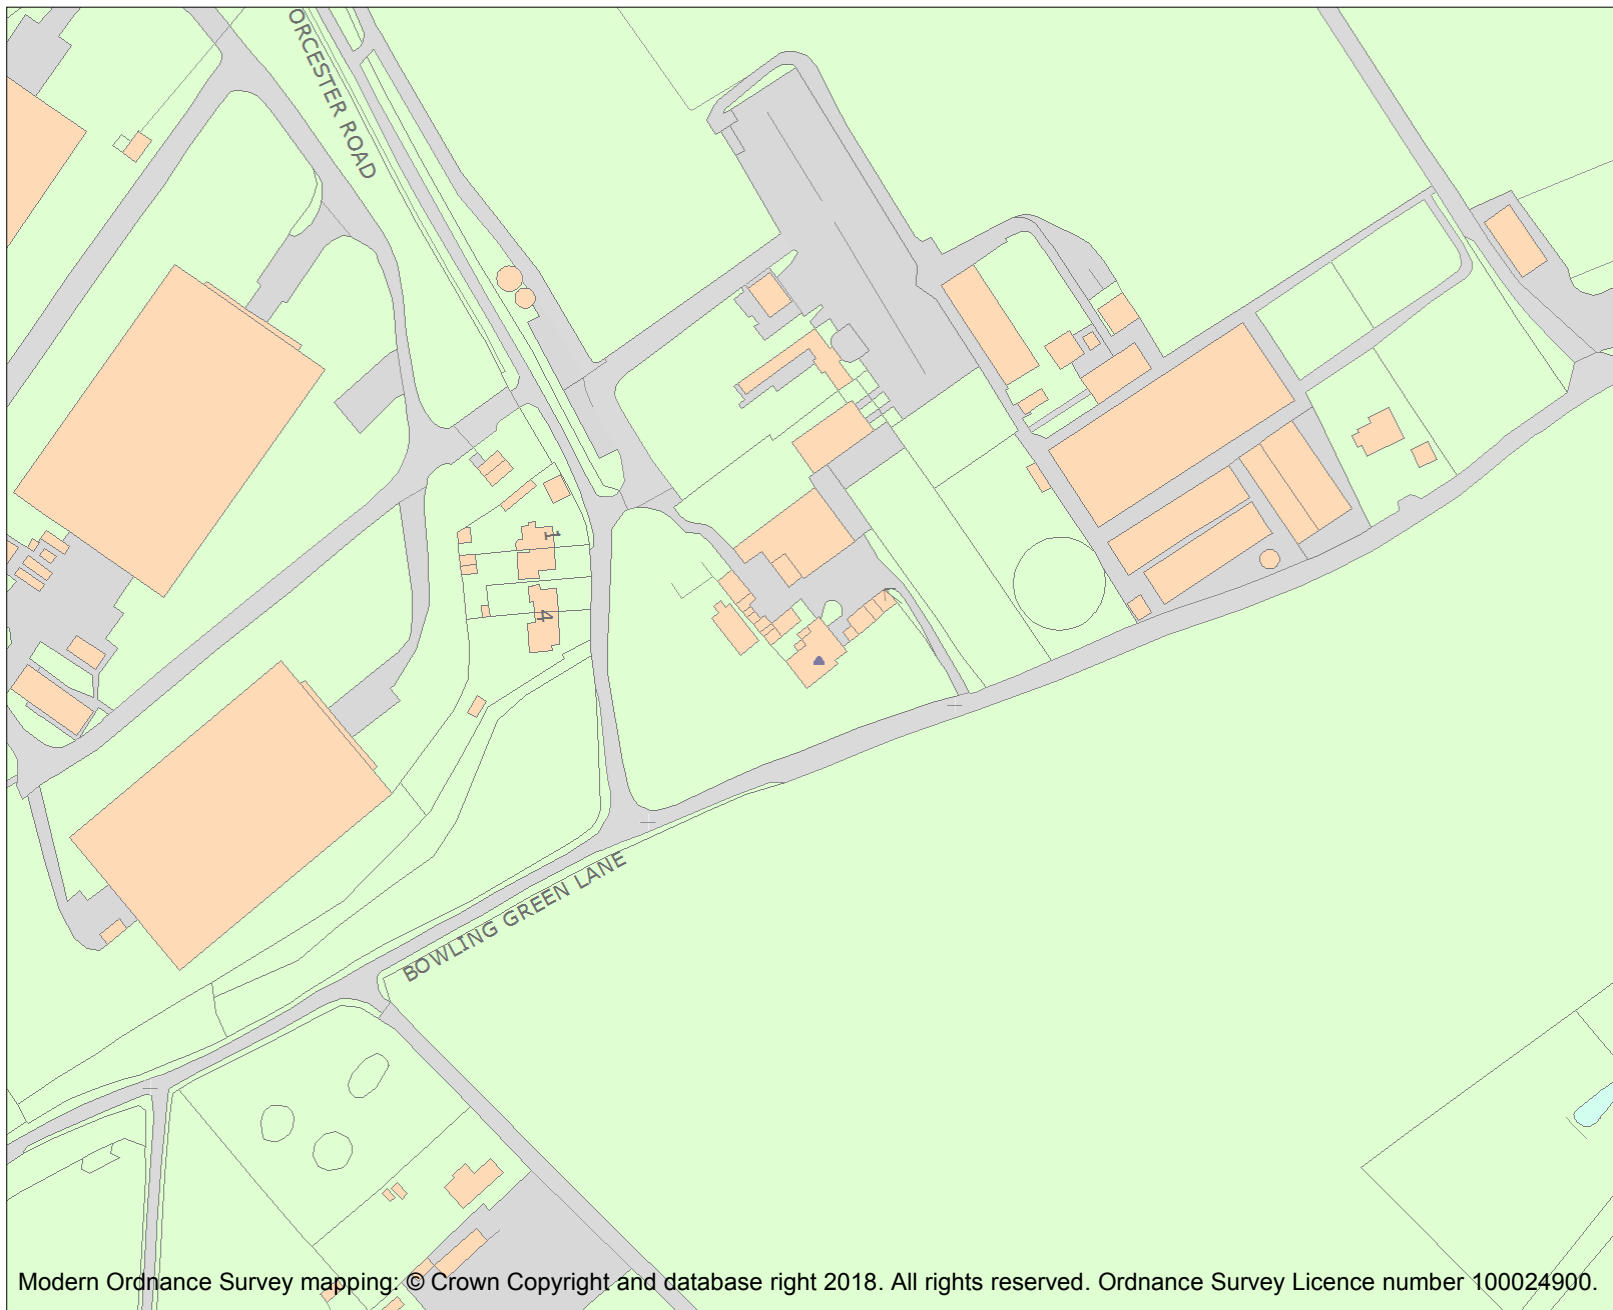 ORCESTER ROAD
1
4
BOWLING GREEN LANE
Modern Ordnance Survey mapping: © Crown Copyright and database right 2018. All rights reserved. Ordnance Survey Licence number 100024900.